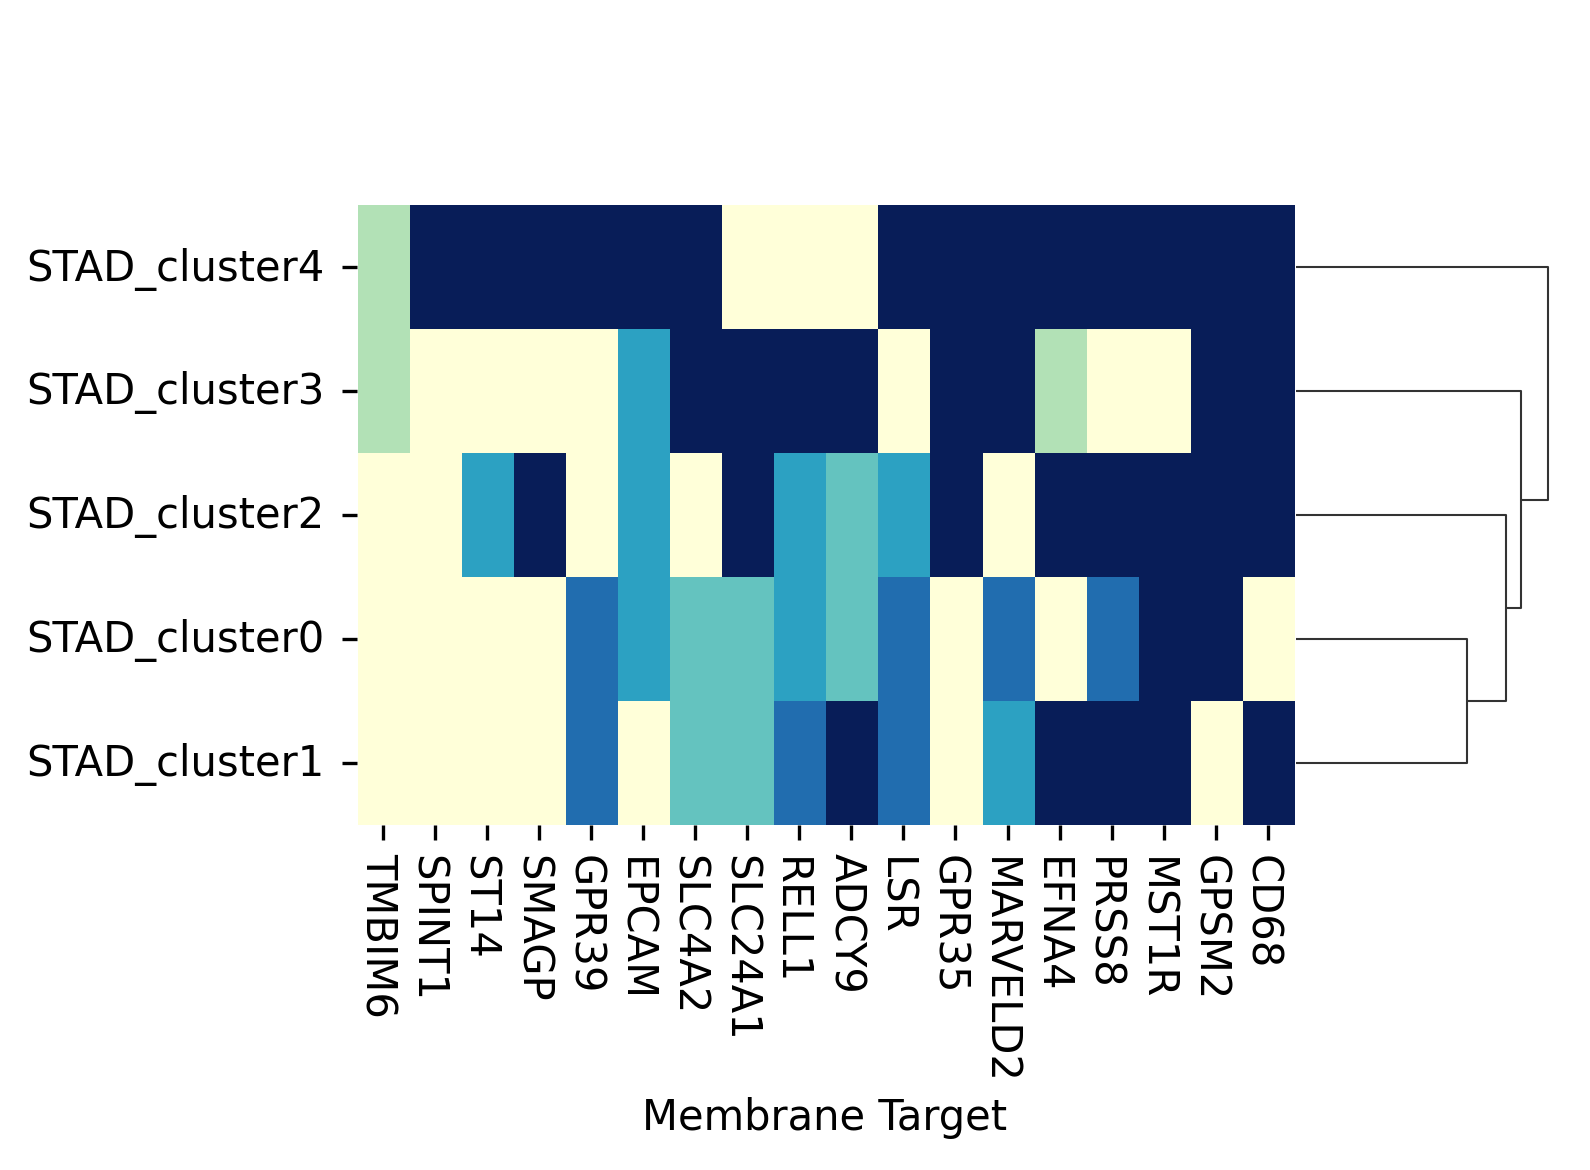 STAD_cluster4
STAD_cluster3
STAD_cluster2
STAD_cluster0
STAD_cluster1
TMBIM6
SPINT1
ST14
SMAGP
GPR39
EPCAM
SLC4A2
SLC24A1
RELL1
ADCY9
LSR
GPR35
MARVELD2
EFNA4
PRSS8
MST1R
GPSM2
CD68
Membrane Target